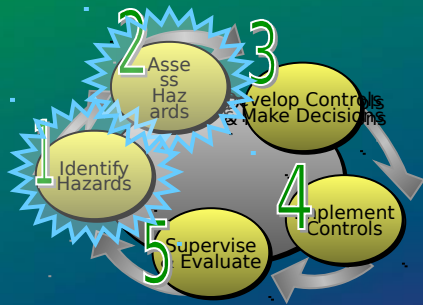 1
Identify
Hazards
2
Asse
ss
Haz
ards
3
velop Controls
& Make Decisions
4
plement
Controls
5
Supervise
Evaluate